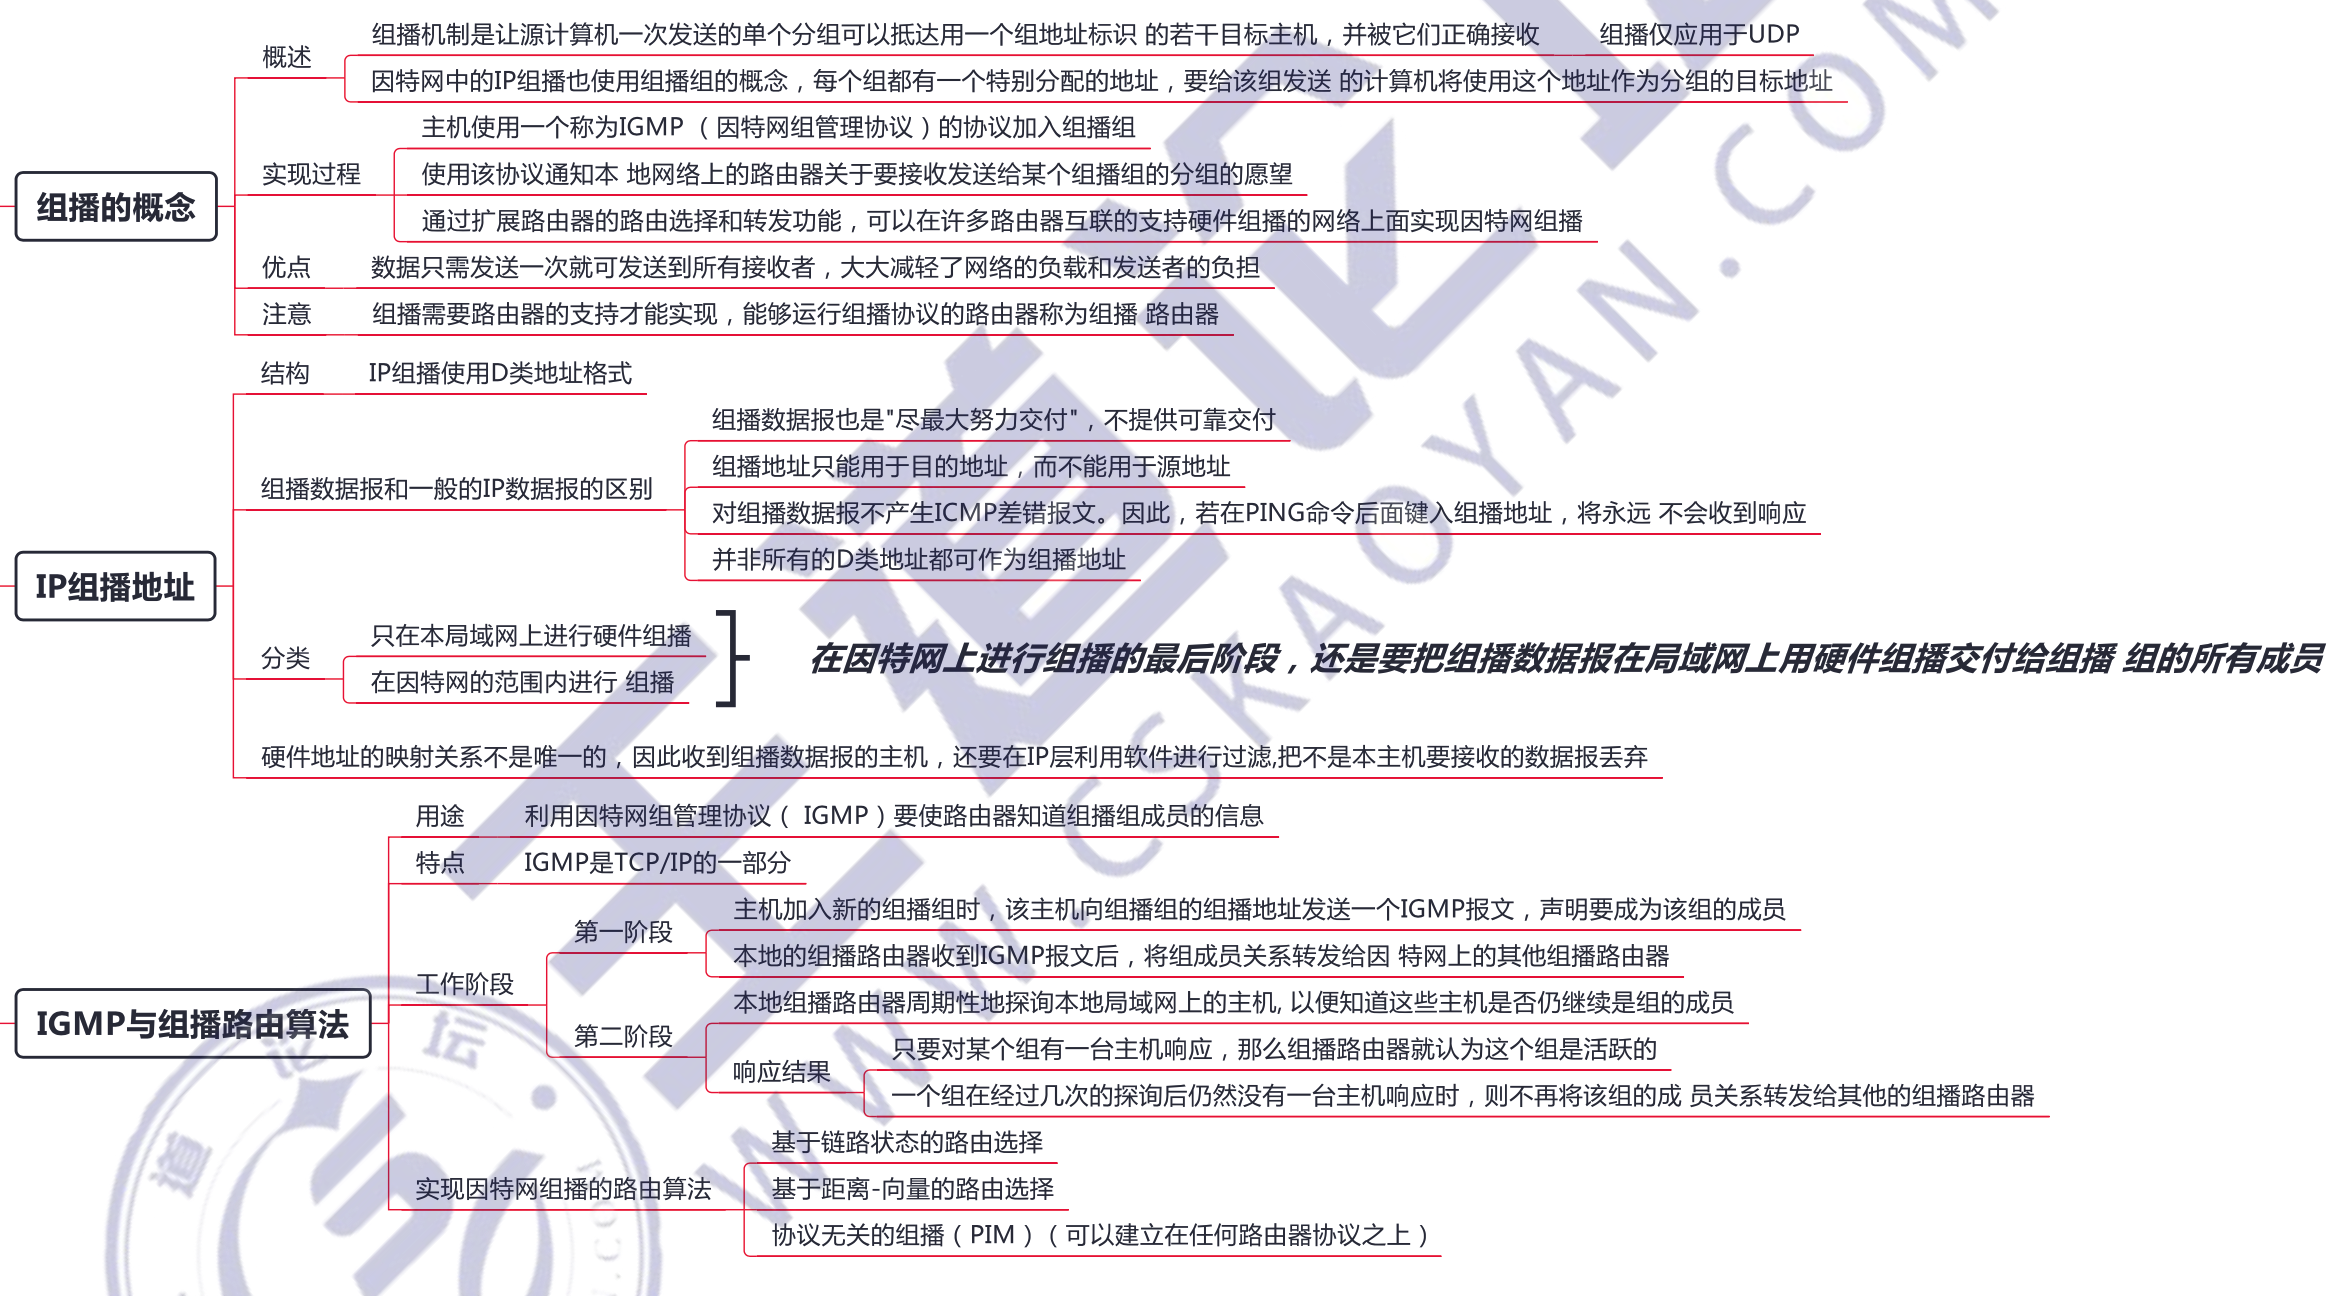 组播的概念
概述
组播机制是让源计算机一次发送的单个分组可以抵达用一个组地址标识 的若干目标主机，并被它们正确接收
组播仅应用于UDP
因特网中的IP组播也使用组播组的概念，每个组都有一个特别分配的地址，要给该组发送 的计算机将使用这个地址作为分组的目标地址
实现过程
主机使用一个称为IGMP （因特网组管理协议）的协议加入组播组
使用该协议通知本 地网络上的路由器关于要接收发送给某个组播组的分组的愿望
通过扩展路由器的路由选择和转发功能，可以在许多路由器互联的支持硬件组播的网络上面实现因特网组播
优点
数据只需发送一次就可发送到所有接收者，大大减轻了网络的负载和发送者的负担
注意
组播需要路由器的支持才能实现，能够运行组播协议的路由器称为组播 路由器
IP组播地址
结构
IP组播使用D类地址格式
组播数据报和一般的IP数据报的区别
组播数据报也是"尽最大努力交付"，不提供可靠交付
组播地址只能用于目的地址，而不能用于源地址
对组播数据报不产生ICMP差错报文。因此，若在PING命令后面键入组播地址，将永远 不会收到响应
并非所有的D类地址都可作为组播地址
分类
只在本局域网上进行硬件组播
在因特网的范围内进行 组播
在因特网上进行组播的最后阶段，还是要把组播数据报在局域网上用硬件组播交付给组播 组的所有成员
硬件地址的映射关系不是唯一的，因此收到组播数据报的主机，还要在IP层利用软件进行过滤,把不是本主机要接收的数据报丢弃
IGMP与组播路由算法
用途
利用因特网组管理协议（ IGMP）要使路由器知道组播组成员的信息
特点
IGMP是TCP/IP的一部分
工作阶段
第一阶段
主机加入新的组播组时，该主机向组播组的组播地址发送一个IGMP报文，声明要成为该组的成员
本地的组播路由器收到IGMP报文后，将组成员关系转发给因 特网上的其他组播路由器
第二阶段
本地组播路由器周期性地探询本地局域网上的主机, 以便知道这些主机是否仍继续是组的成员
响应结果
只要对某个组有一台主机响应，那么组播路由器就认为这个组是活跃的
一个组在经过几次的探询后仍然没有一台主机响应时，则不再将该组的成 员关系转发给其他的组播路由器
实现因特网组播的路由算法
基于链路状态的路由选择
基于距离-向量的路由选择
协议无关的组播（PIM）（可以建立在任何路由器协议之上）
王道论
WWW.CSKAOYAN.COM
道 论 坛